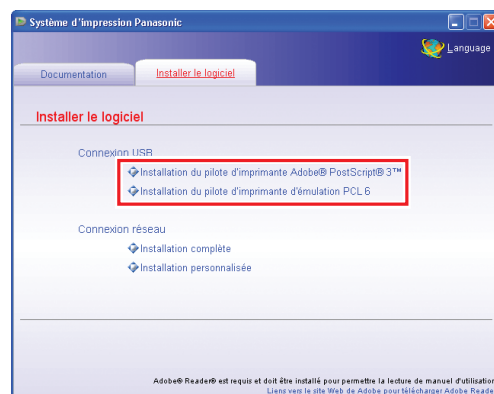 Système d'impression Panasonic
Language
Documentation
Installer le logiciel
Installer le logiciel
Connexion USB
Installation du pilote d'imprimante Adobe® PostScript® 3™
Installation du pilote d'imprimante d'émulation PCL 6
Connexion réseau
Installation complète
Installation personnalisée
Adobe® Reader® est requis et doit être installé pour permettre la lecture de manuel d'utilisation
Liens vers le site Web de Adobe pour télécharger Adobe Reade